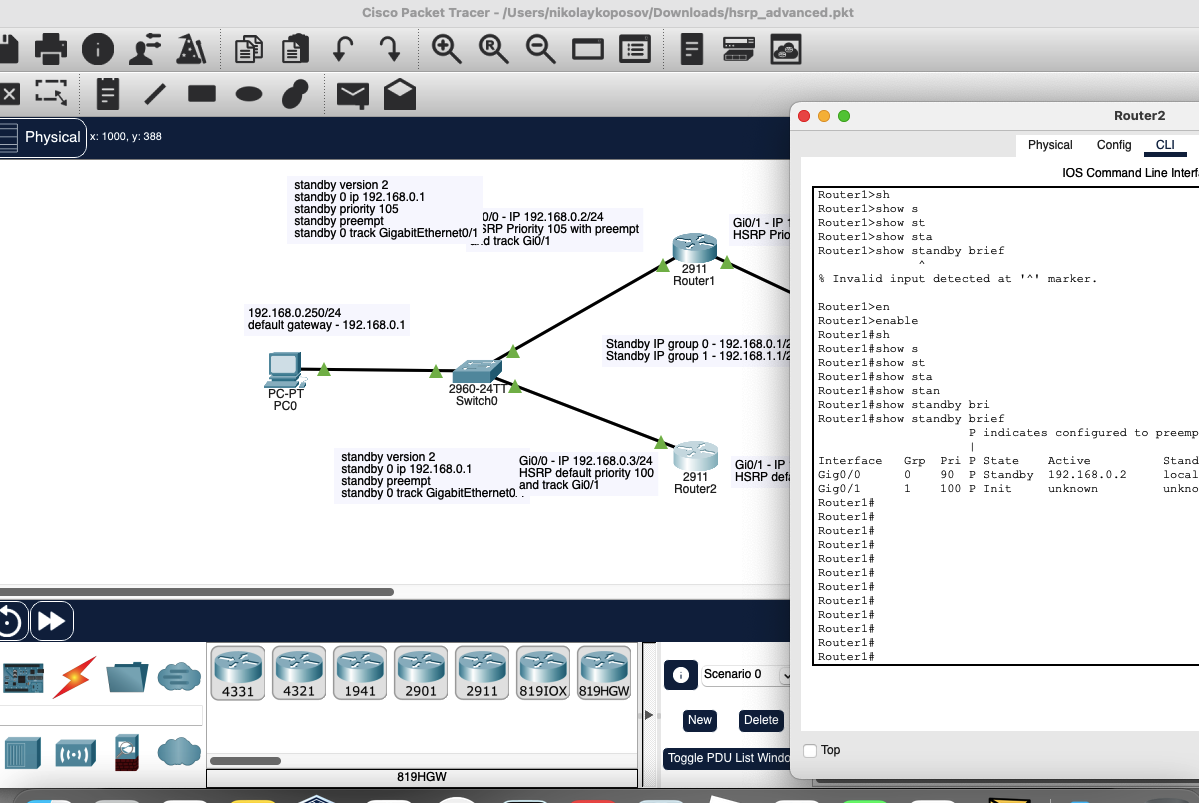 Cisco Packet Tracer - /Users/nikolaykoposov/Downloads/hsrp_advanced.pkt
Physical
x: 1000, y: 388
standby version 2
standby 0 ip 192.168.0.1
standby priority 105
standby preempt
standby 0 track GigabitEthernet0/1
0/0 - IP 192.168.0.2/24
SRP Priority 105 with preempt
nd track Gi0/1
Gi0/1 - IP 1
HSRP Prio
2911
Router1
192.168.0.250/24
default gateway - 192.168.0.1
Standby IP group 0 - 192.168.0.1/2
Standby IP group 1 - 192.168.1.1/2
PC-PT
PC0
2960-24TT
Switch0
standby version 2
standby 0 ip 192.168.0.1
standby preempt
standby 0 track GigabitEthernet0.
Gi0/0 - IP 192.168.0.3/24
HSRP default priority 100
and track Gi0/1
2911
Router2
Gi0/1 - IP
HSRP defa
4331
4321
1941
2901
2911
819IOX
819HGW
819HGW
Scenario 0
New
Delete
Toggle PDU List Windo
Router2
Physical
Config
CLI
IOS Command Line Interfa
Router1>sh
Router1>show s
Router1>show st
Router1>show sta
Router1>show standby brief
^
% Invalid input detected at '^' marker.
Router1>en
Router1>enable
Router1#sh
Router1#show s
Router1#show st
Router1#show sta
Router1#show stan
Router1#show standby bri
Router1#show standby brief
P indicates configured to preemp
|
Interface Grp Pri P State Active Stand
Gig0/0 0 90 P Standby 192.168.0.2 local
Gig0/1 1 100 P Init unknown unkno
Router1#
Router1#
Router1#
Router1#
Router1#
Router1#
Router1#
Router1#
Router1#
Router1#
Router1#
Router1#
Top